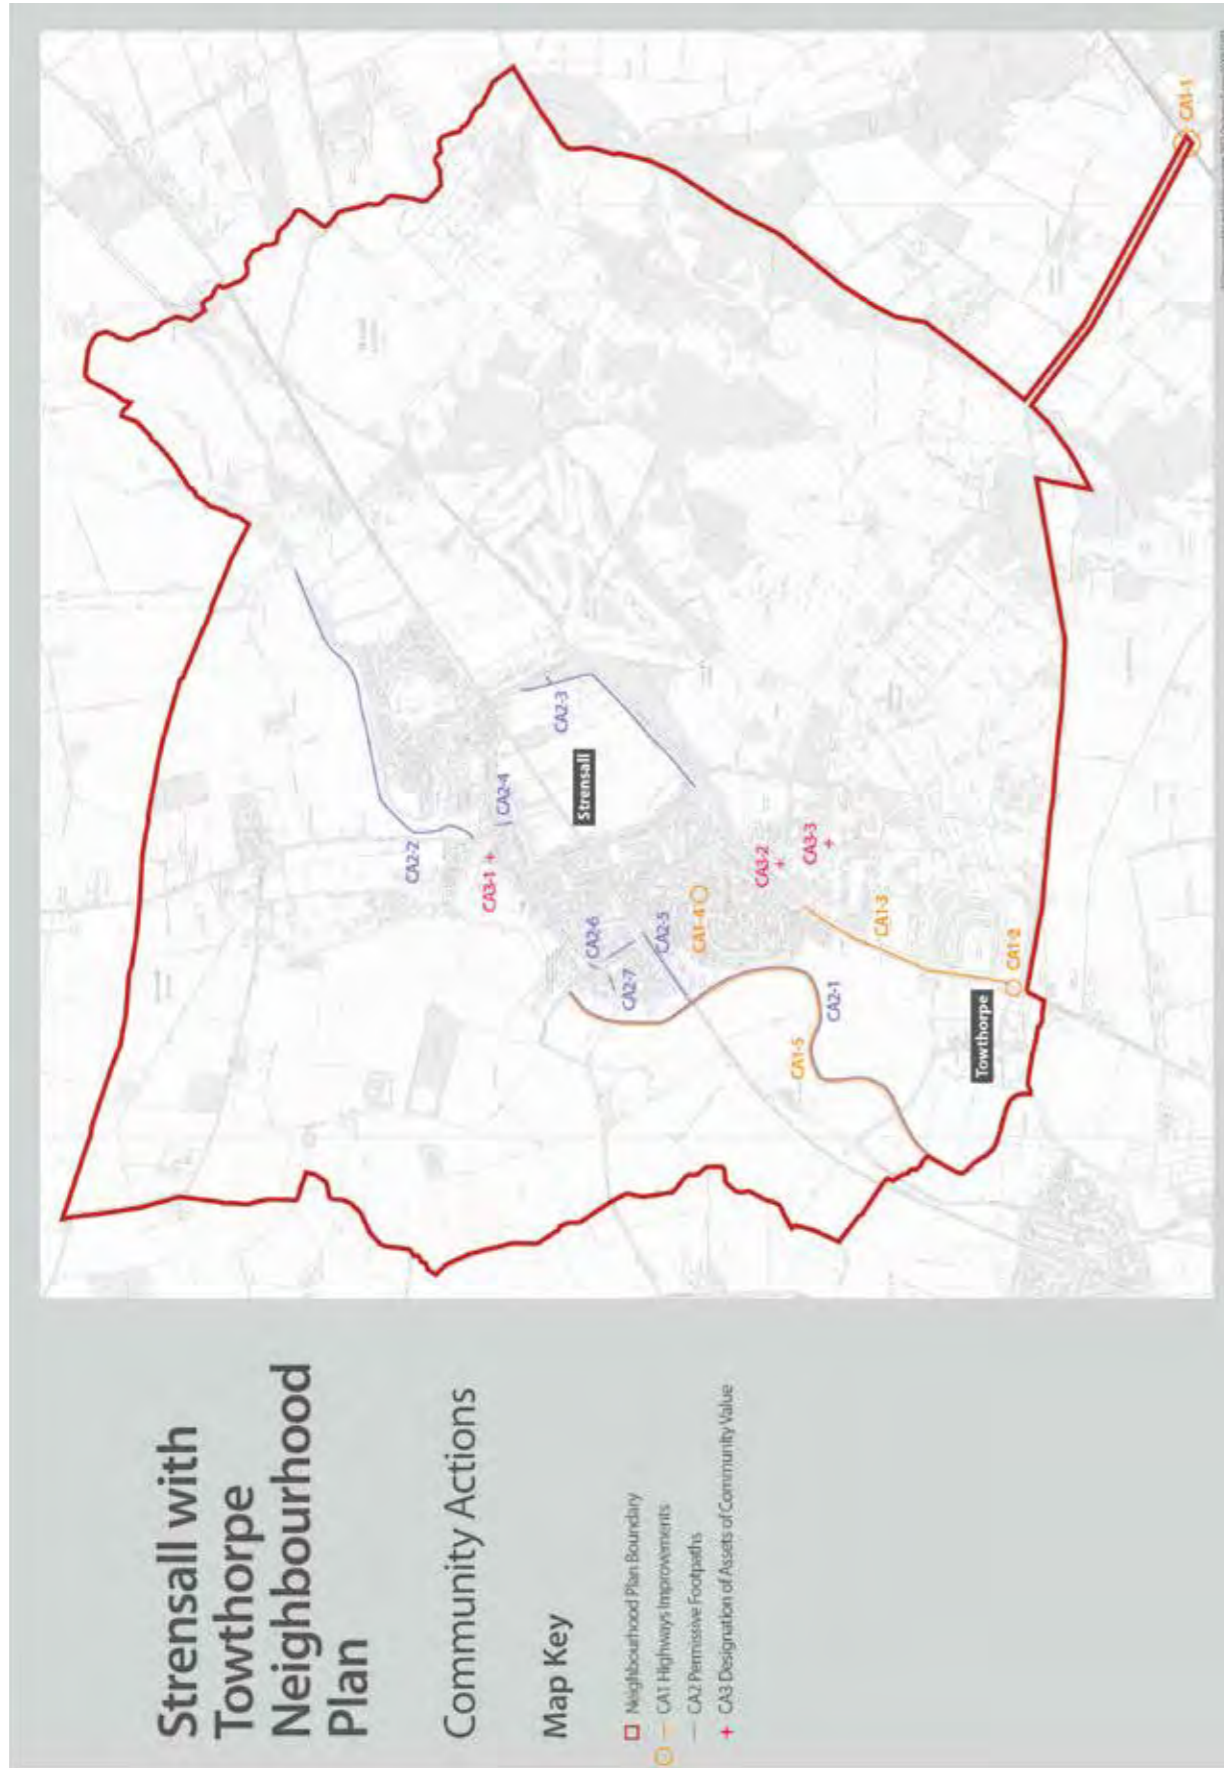 Strensall with
Towthorpe
Neighbourhood
Plan
Community Actions
Map Key
Neighbourhood Plan Boundary
CA1 Highways Improvements
CA2 Permissive Footpaths
CA3 Designation of Assets of Community Value
CA2-2
CA3-1
CA2-4
CA2-3
Strensall
CA2-6
CA2-7
CA2-5
CA1-4
CA3-2
CA3-3
CA1-5
CA2-1
CA1-3
Towthorpe
CA1-2
CA1-1